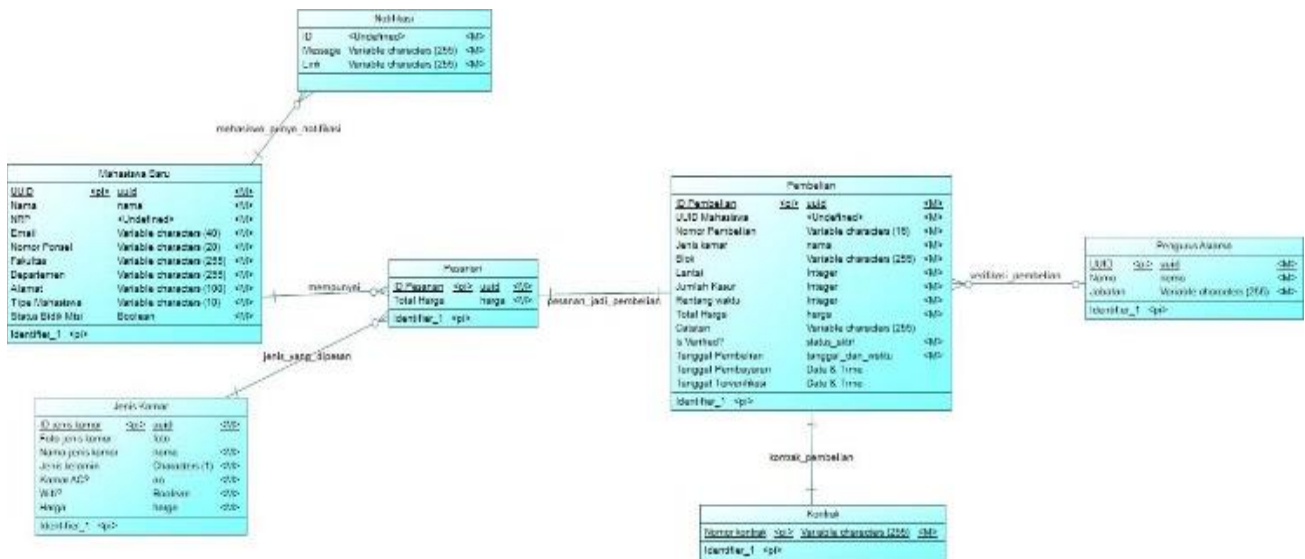 Notifikasi
ID <Undefined> <M>
Message Variable characters (255) <M>
Link Variable characters (255) <M>
mahasiswa_punya_notifikasi
Mahasiswa Baru
UUID <pi> uuid <M>
Nama nama <M>
NRP <Undefined> <M>
Email Variable characters (40) <M>
Nomor Ponsel Variable characters (20) <M>
Fakultas Variable characters (255) <M>
Departemen Variable characters (255) <M>
Alamat Variable characters (100) <M>
Tipe Mahasiswa Variable characters (10) <M>
Status Bidik Misi Boolean <M>
Identifier_1 <pi>
mempunyai
Pesanan
ID Pesanan <pi> uuid <M>
Total Harga harga <M>
Identifier_1 <pi>
pesanan_jadi_pembelian
jenis_yang_dipesan
Jenis Kamar
ID jenis kamar <pi> uuid <M>
Foto jenis kamar foto <M>
Nama jenis kamar nama <M>
Jenis kelamin Characters (1) <M>
Kamar AC? <M>
Wifi? Boolean <M>
Harga harga <M>
Identifier_1 <pi>
Pembelian
ID Pembelian <pi> uuid <M>
UUID Mahasiswa <Undefined> <M>
Nomor Pembelian Variable characters (15) <M>
Jenis kamar nama <M>
Blok Variable characters (255) <M>
Lantai Integer <M>
Jumlah Kasur Integer <M>
Rentang waktu Integer <M>
Total Harga harga <M>
Catatan Variable characters (255)
Is Verified? <M>
Tanggal Pembelian tanggal_dan_waktu <M>
Tanggal Pembayaran Date & Time
Tanggal Terverifikasi Date & Time
Identifier_1 <pi>
verifikasi_pembelian
Pengurus Asrama
UUID <pi> uuid <M>
Nama nama <M>
Jabatan Variable characters (255) <M>
Identifier_1 <pi>
kontrak_pembelian
Kontrak
Nomor kontrak <pi> Variable characters (255) <M>
Identifier_1 <pi>